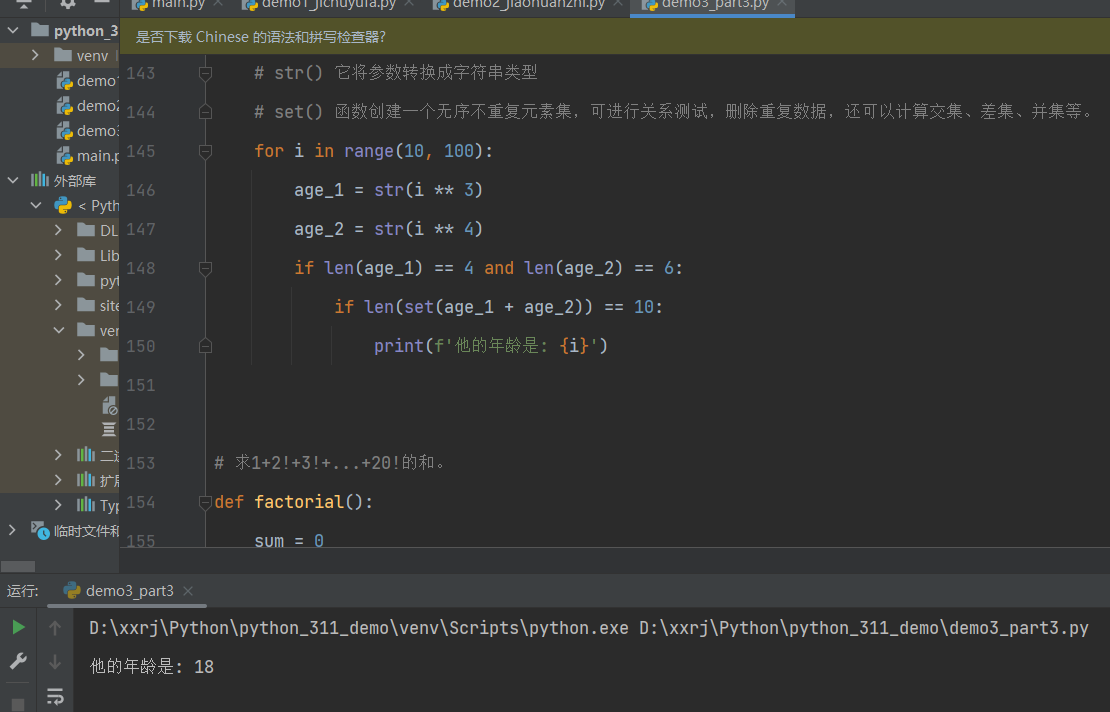 main.py
demo1_jichuyufa.py
demo2_jiaohuanzhi.py
demo3_part3.py
python_3
是否下载 Chinese 的语法和拼写检查器?
venv
demo1
demo2
demo3
main.p
外部库
< Pyth
DL
Lib
pyt
site
ver
扩展
Typ
临时文件和
143 # str() 它将参数转换成字符串类型
144 # set() 函数创建一个无序不重复元素集，可进行关系测试，删除重复数据，还可以计算交集、差集、并集等。
145 for i in range(10, 100):
146 age_1 = str(i ** 3)
147 age_2 = str(i ** 4)
148 if len(age_1) == 4 and len(age_2) == 6:
149 if len(set(age_1 + age_2)) == 10:
150 print(f'他的年龄是: {i}')
151
152
153 # 求1+2!+3!+...+20!的和。
154 def factorial():
155 sum = 0
运行:
demo3_part3
D:\xxrj\Python\python_311_demo\venv\Scripts\python.exe D:\xxrj\Python\python_311_demo\demo3_part3.py
他的年龄是: 18